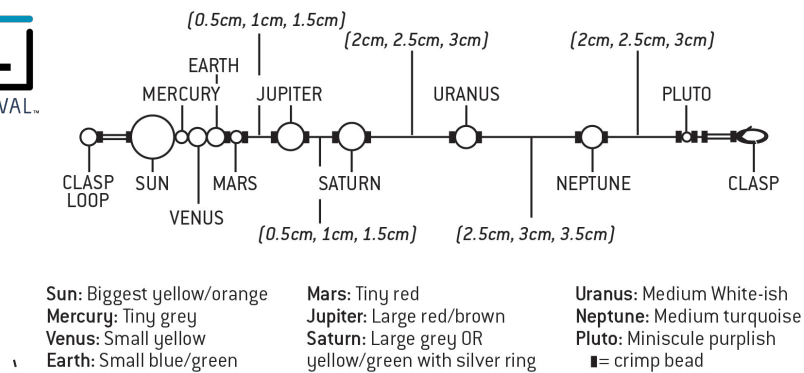 (0.5cm, 1cm, 1.5cm)
(2cm, 2.5cm, 3cm)
(2cm, 2.5cm, 3cm)
EARTH
MERCURY
JUPITER
URANUS
PLUTO
VAL™
CLASP
LOOP
SUN
MARS
SATURN
NEPTUNE
CLASP
VENUS
(0.5cm, 1cm, 1.5cm)
(2.5cm, 3cm, 3.5cm)
Sun: Biggest yellow/orange
Mercury: Tiny grey
Venus: Small yellow
Earth: Small blue/green
Mars: Tiny red
Jupiter: Large red/brown
Saturn: Large grey OR
yellow/green with silver ring
Uranus: Medium White-ish
Neptune: Medium turquoise
Pluto: Miniscule purplish
= crimp bead